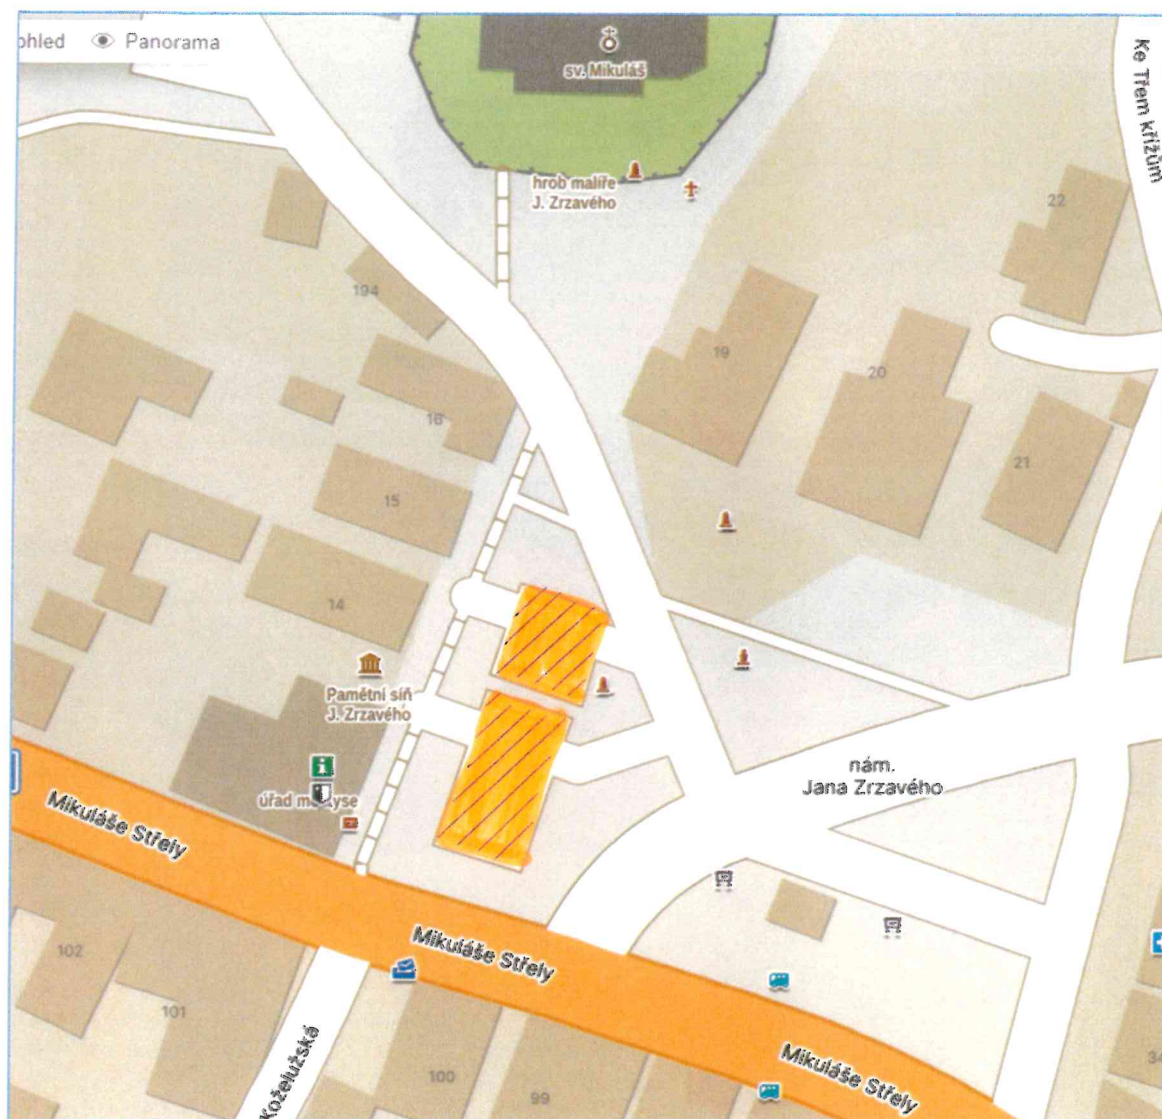 ohled Panorama
sv. Mikuláš
Ke Třem křížům
hrob malíře
J. Zrzavého
22
194
19
20
16
21
15
14
Pamětní síň
J. Zrzavého
nám.
Jana Zrzavého
úřad
Mikuláše Střely
Mikuláše Střely
Mikuláše Střely
102
101
100
99
34
Koželužská